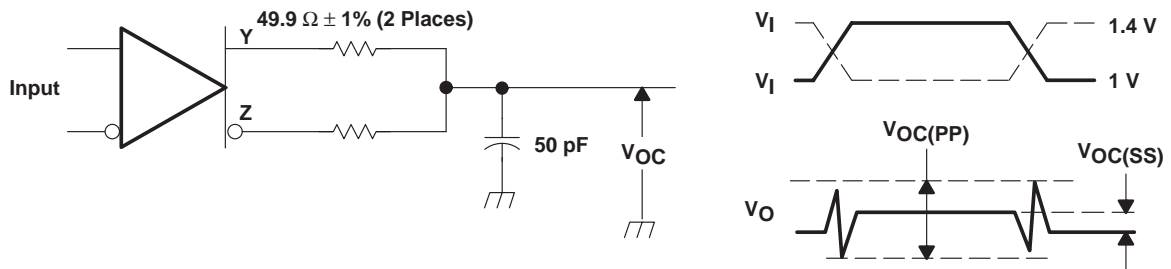 49.9 Ω ± 1% (2 Places)
Y
Input
Z
50 pF
VOC
VI
1.4 V
VI
1 V
VOC(PP)
VOC(SS)
VO